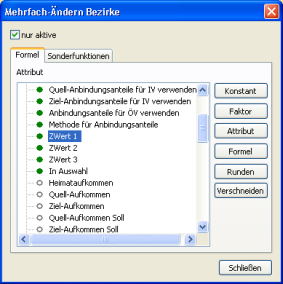 Mehrfach-Ändern Bezirke
nur aktive
Formel
Sonderfunktionen
Attribut
Quell-Anbindungsanteile für IV verwenden
Ziel-Anbindungsanteile für IV verwenden
Anbindungsanteile für ÖV verwenden
Methode für Anbindungsanteile
ZWert 1
ZWert 2
ZWert 3
In Auswahl
Heimataufkommen
Quell-Aufkommen
Ziel-Aufkommen
Quell-Aufkommen Soll
Ziel-Aufkommen Soll
Konstant
Faktor
Attribut
Formel
Runden
Verschneiden
Schließen